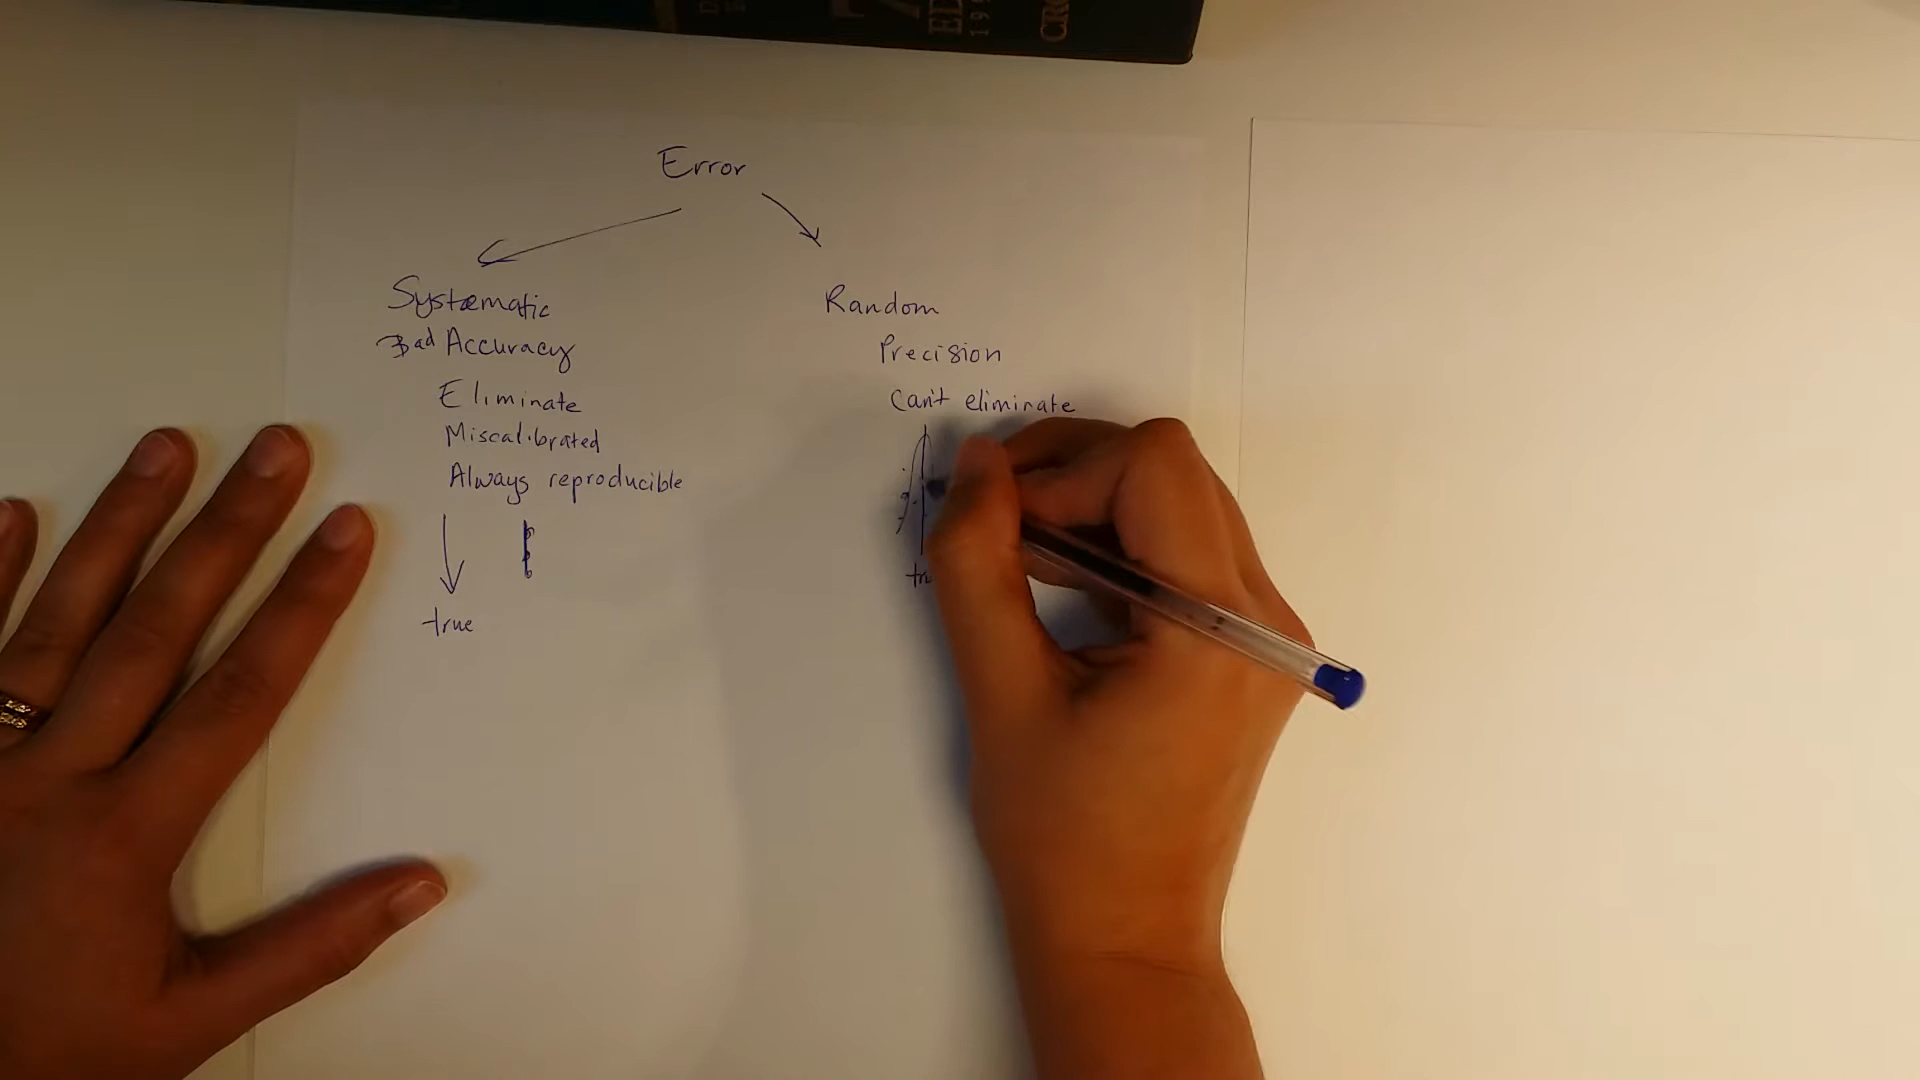 Error
Systematic
Bad Accuracy
Eliminate
Miscalibrated
Always reproducible
true
Random
Precision
Can't eliminate